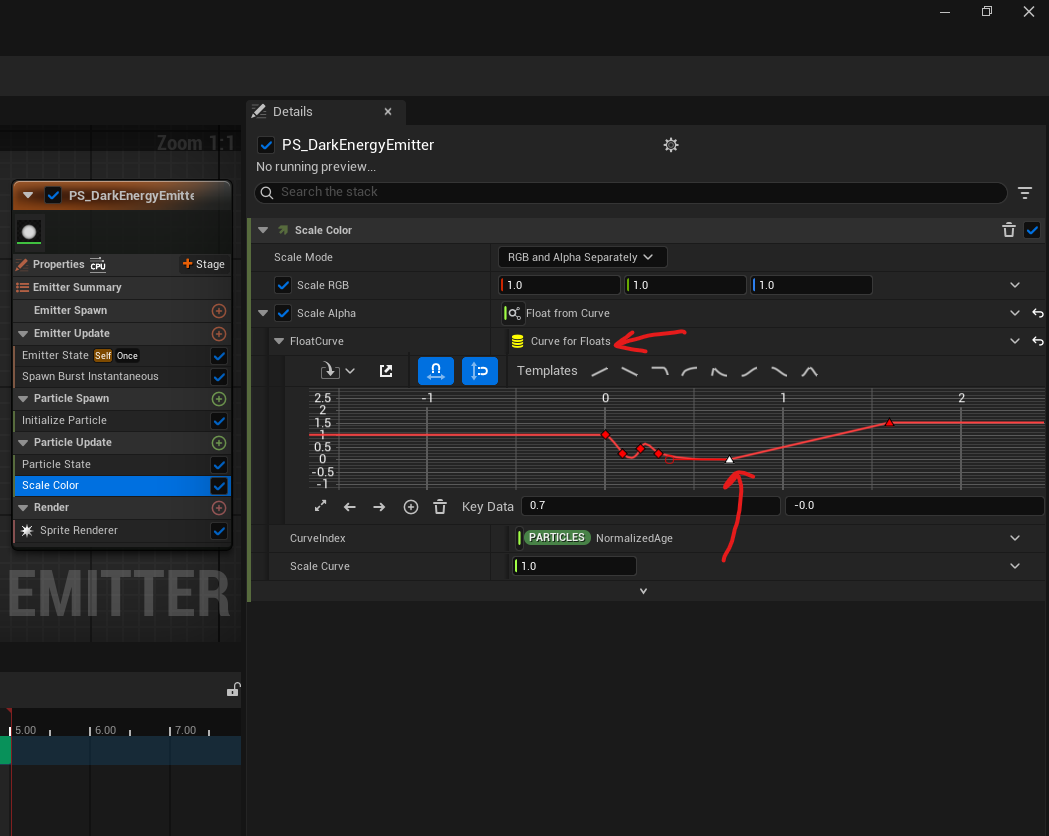 Details
Zoom 1:1
PS_DarkEnergyEmitter
No running preview...
Search the stack
PS_DarkEnergyEmitte
Properties CPU Stage
Emitter Summary
Emitter Spawn
Emitter Update
Emitter State Self Once
Spawn Burst Instantaneous
Particle Spawn
Initialize Particle
Particle Update
Particle State
Scale Color
Render
Sprite Renderer
EMITTER
5.00 6.00 7.00
Scale Color
Scale Mode RGB and Alpha Separately
Scale RGB 1.0 1.0 1.0
Scale Alpha Float from Curve
FloatCurve Curve for Floats
Templates
2.5 -1 0 1 2
2
1.5
1
0.5
0
-0.5
-1
Key Data 0.7 -0.0
CurveIndex PARTICLES NormalizedAge
Scale Curve 1.0